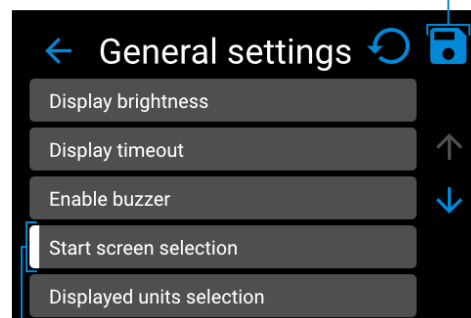 General settings
Display brightness
Display timeout
Enable buzzer
Start screen selection
Displayed units selection